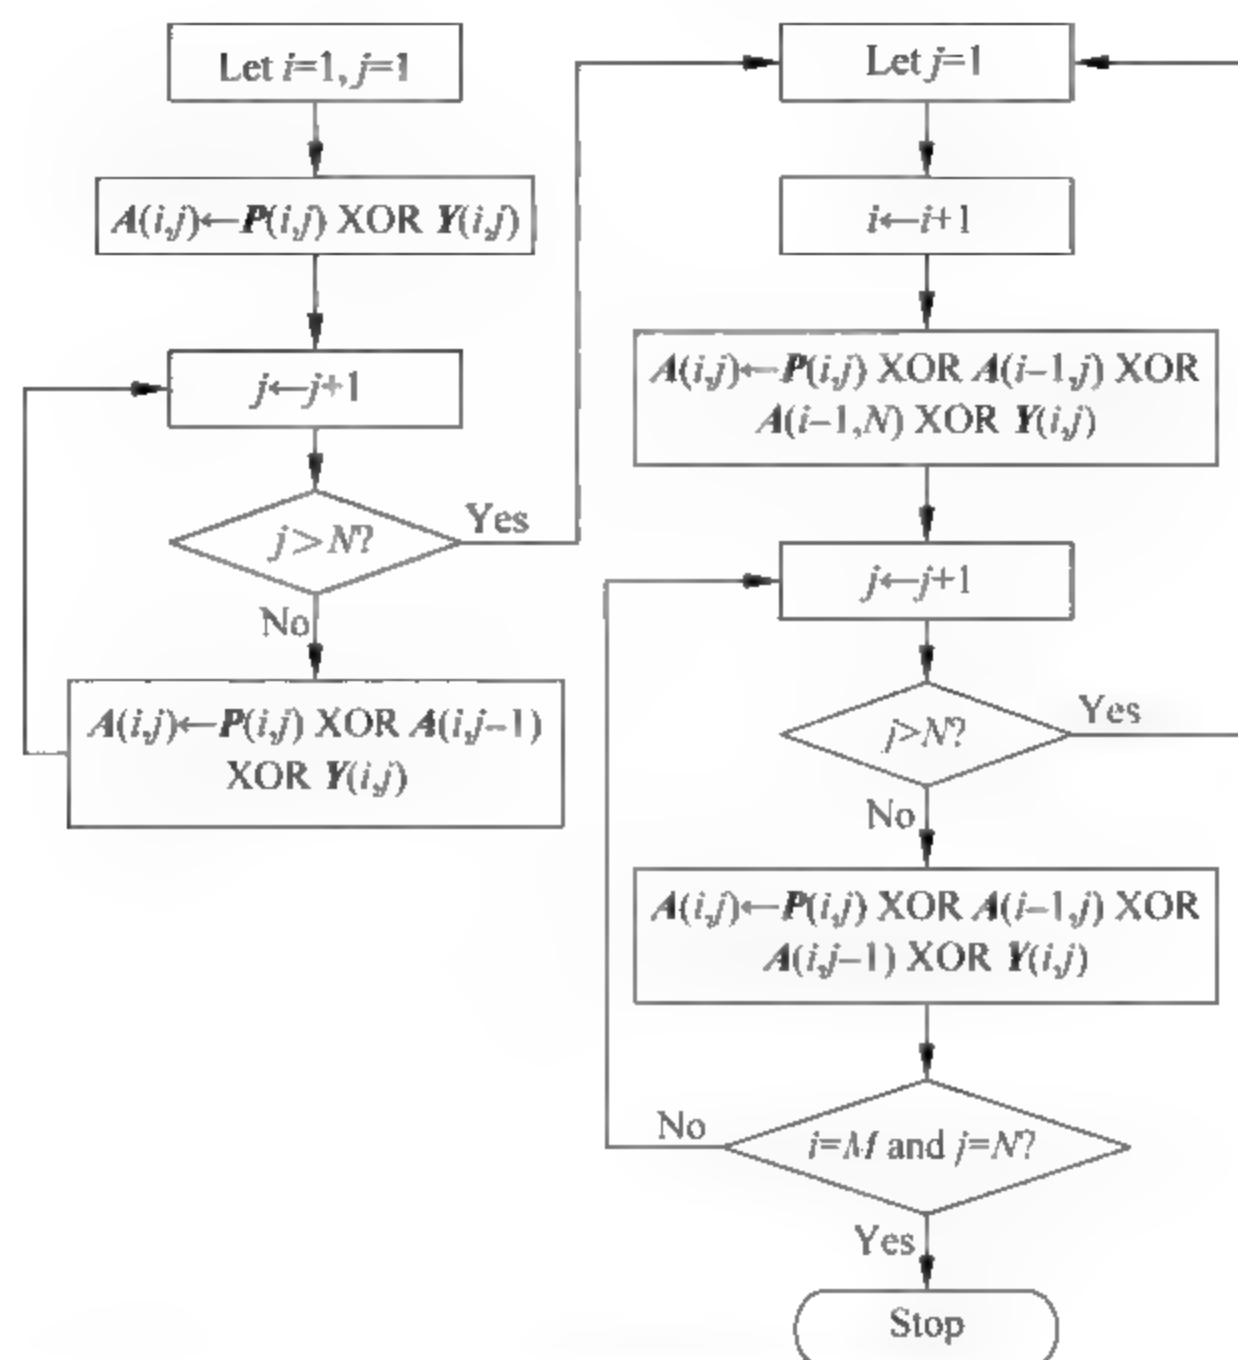 Let i=1, j=1
A(i,j)←P(i,j) XOR Y(i,j)
j←j+1
j>N?
Yes
No
A(i,j)←P(i,j) XOR A(i,j-1)
XOR Y(i,j)
Let j=1
i←i+1
A(i,j)←P(i,j) XOR A(i-1,j) XOR
A(i-1,N) XOR Y(i,j)
j←j+1
j>N?
Yes
No
A(i,j)←P(i,j) XOR A(i-1,j) XOR
A(i,j-1) XOR Y(i,j)
No
i=M and j=N?
Yes
Stop